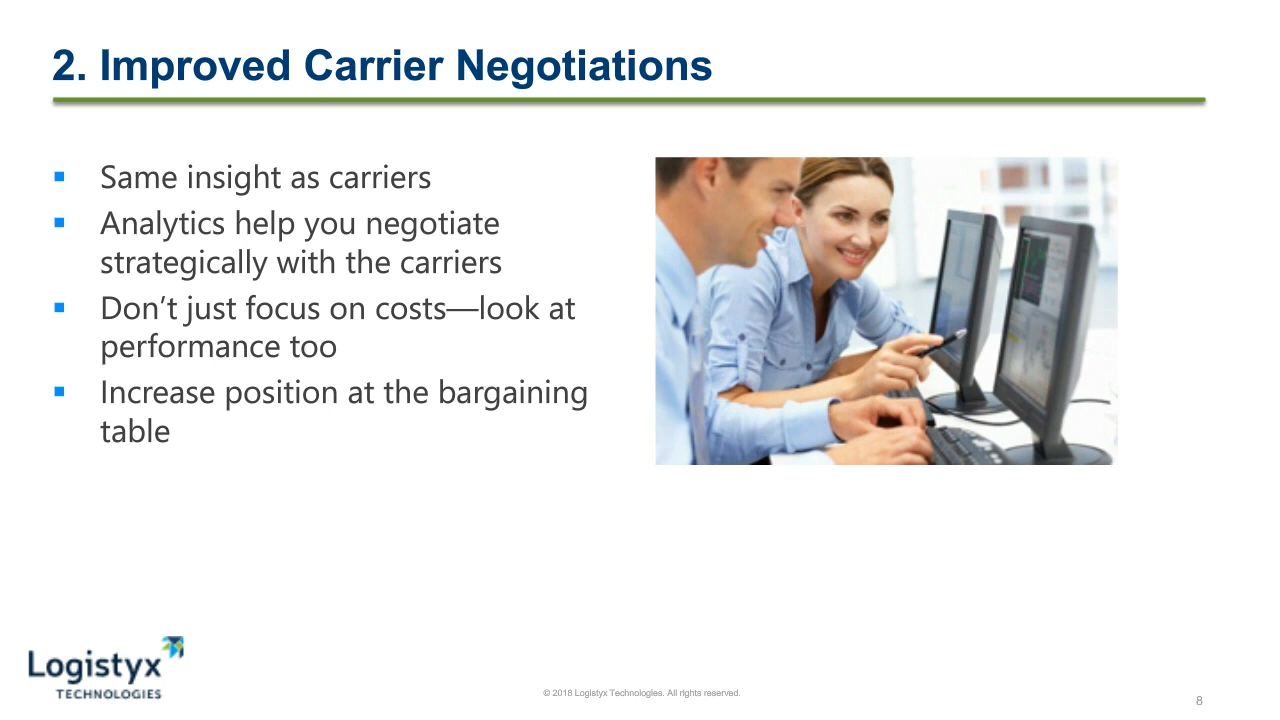 2. Improved Carrier Negotiations
▪ Same insight as carriers
▪ Analytics help you negotiate
strategically with the carriers
▪ Don’t just focus on costs—look at
performance too
▪ Increase position at the bargaining
table
Logistyx
TECHNOLOGIES
© 2018 Logistyx Technologies. All rights reserved.
8